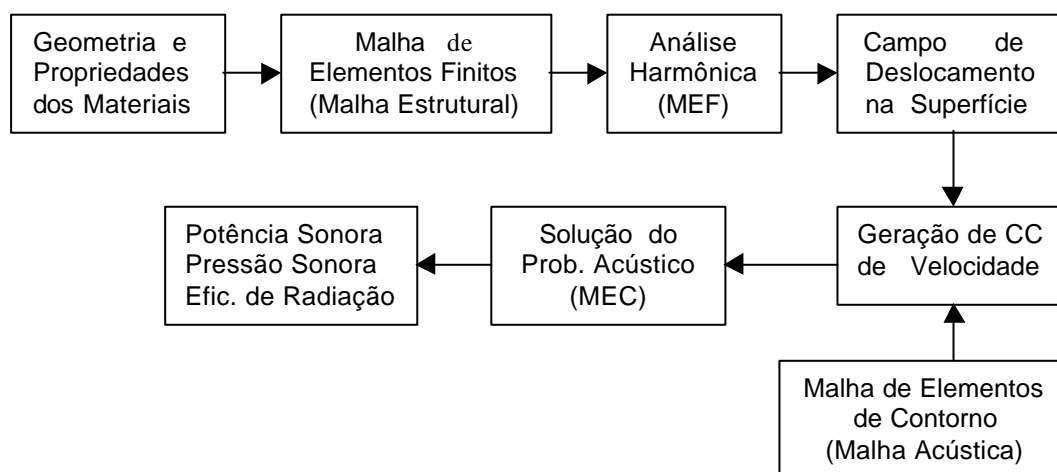 Geometria e
Propriedades
dos Materiais
Malha de
Elementos Finitos
(Malha Estrutural)
Análise
Harmônica
(MEF)
Campo de
Deslocamento
na Superfície
Geração de CC
de Velocidade
Solução do
Prob. Acústico
(MEC)
Potência Sonora
Pressão Sonora
Efic. de Radiação
Malha de Elementos
de Contorno
(Malha Acústica)